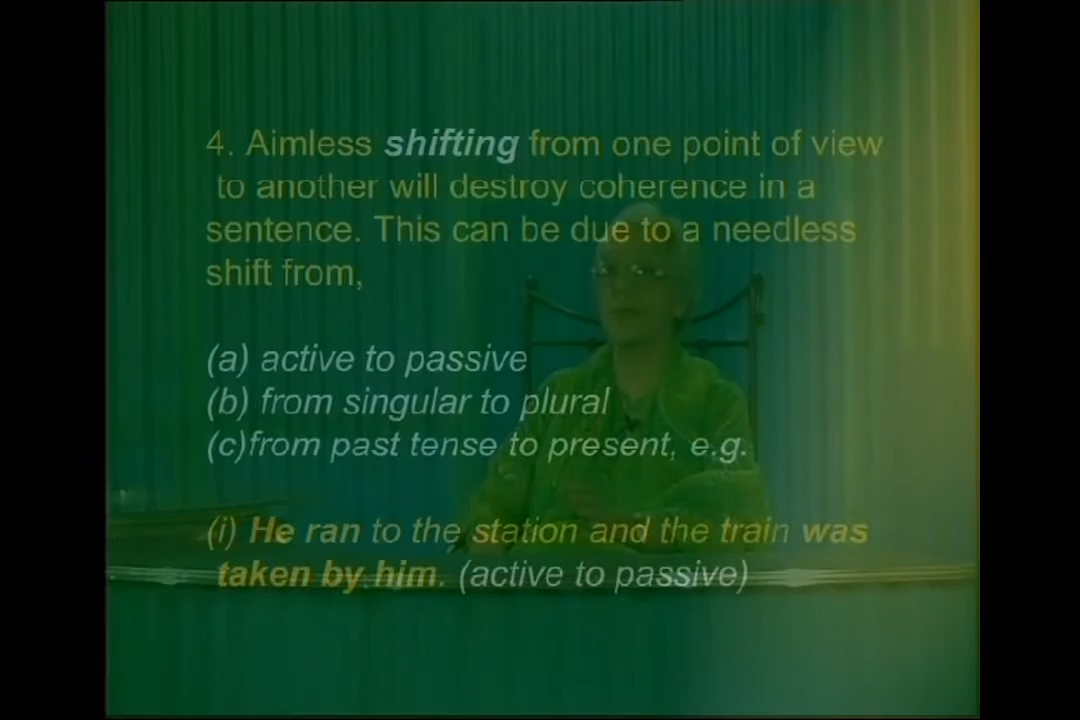 4. Aimless shifting from one point of view
to another will destroy coherence in a
sentence. This can be due to a needless
shift from,
(a) active to passive
(b) from singular to plural
(c)from past tense to present, e.g.
(i) He ran to the station and the train was
taken by him. (active to passive)